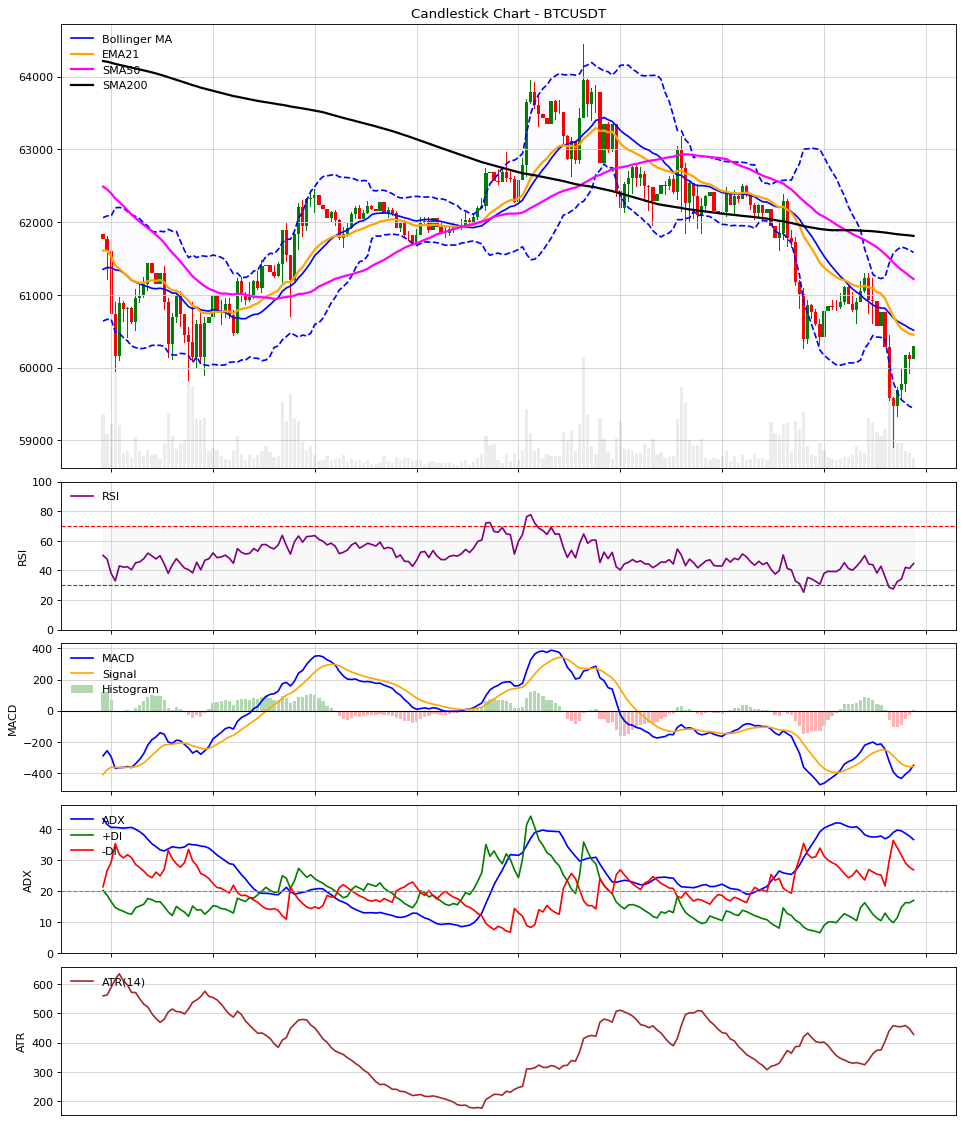 Candlestick Chart - BTCUSDT
Bollinger MA
EMA21
SMA50
SMA200
64000
63000
62000
61000
60000
59000
RSI
100
80
60
40
20
0
RSI
MACD
Signal
Histogram
400
200
0
−200
−400
MACD
ADX
+DI
-DI
40
30
20
10
0
ADX
ATR(14)
600
500
400
300
200
ATR